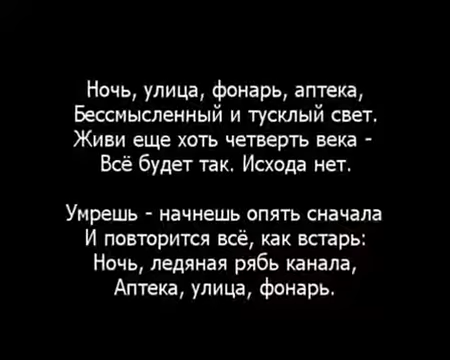 Ночь, улица, фонарь, аптека,
Бессмысленный и тусклый свет.
Живи еще хоть четверть века -
Всё будет так. Исхода нет.
Умрешь - начнешь опять сначала
И повторится всё, как встарь:
Ночь, ледяная рябь канала,
Аптека, улица, фонарь.